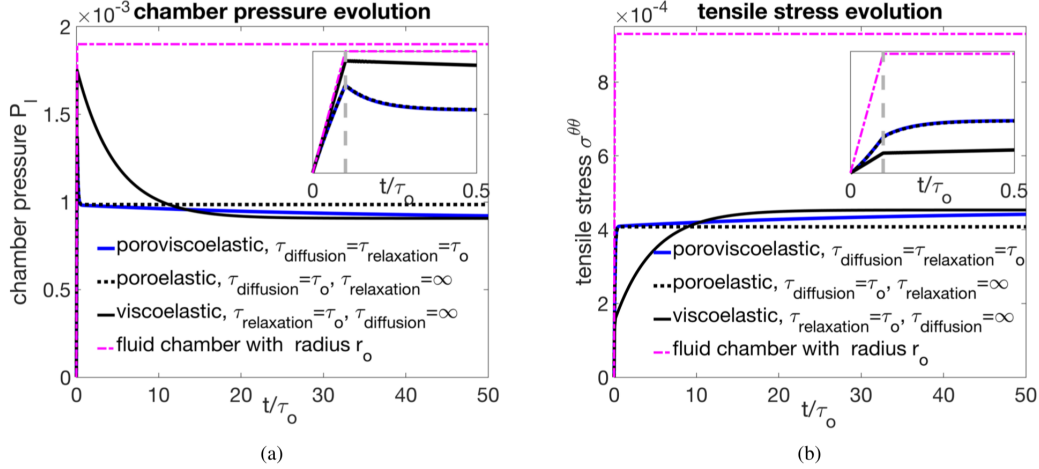 chamber pressure evolution
×10⁻³
2
1.5
1
0.5
0
chamber pressure P_l
0 0.5
t/τ_o
poroviscoelastic, τ_diffusion=τ_relaxation=τ_o
poroelastic, τ_diffusion=τ_o, τ_relaxation=∞
viscoelastic, τ_relaxation=τ_o, τ_diffusion=∞
fluid chamber with radius r_o
0 10 20 30 40 50
t/τ_o
(a)
tensile stress evolution
×10⁻⁴
8
6
4
2
0
tensile stress σ^θθ
0 0.5
t/τ_o
poroviscoelastic, τ_diffusion=τ_relaxation=τ_o
poroelastic, τ_diffusion=τ_o, τ_relaxation=∞
viscoelastic, τ_relaxation=τ_o, τ_diffusion=∞
fluid chamber with radius r_o
0 10 20 30 40 50
t/τ_o
(b)